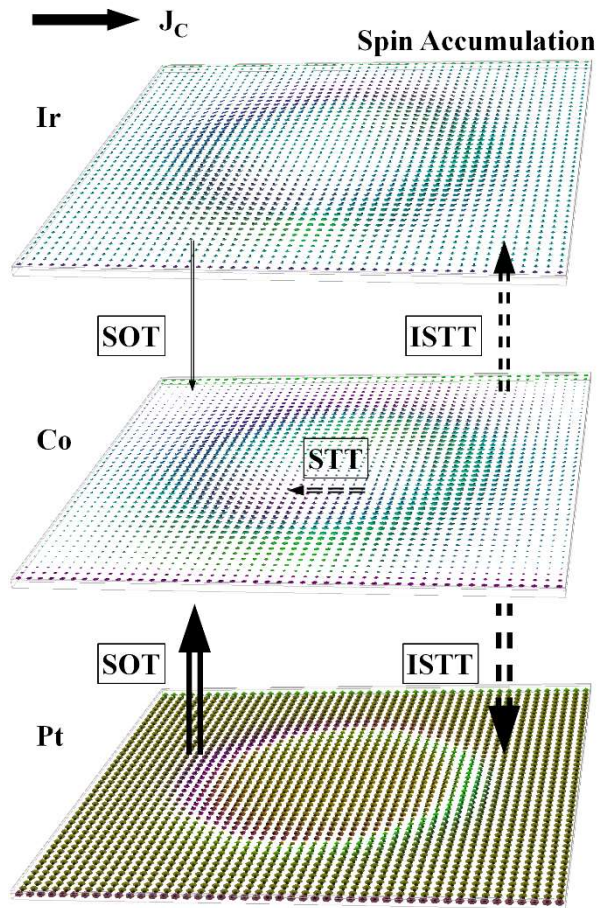 J_C
Spin Accumulation
Ir
SOT
ISTT
Co
STT
SOT
ISTT
Pt